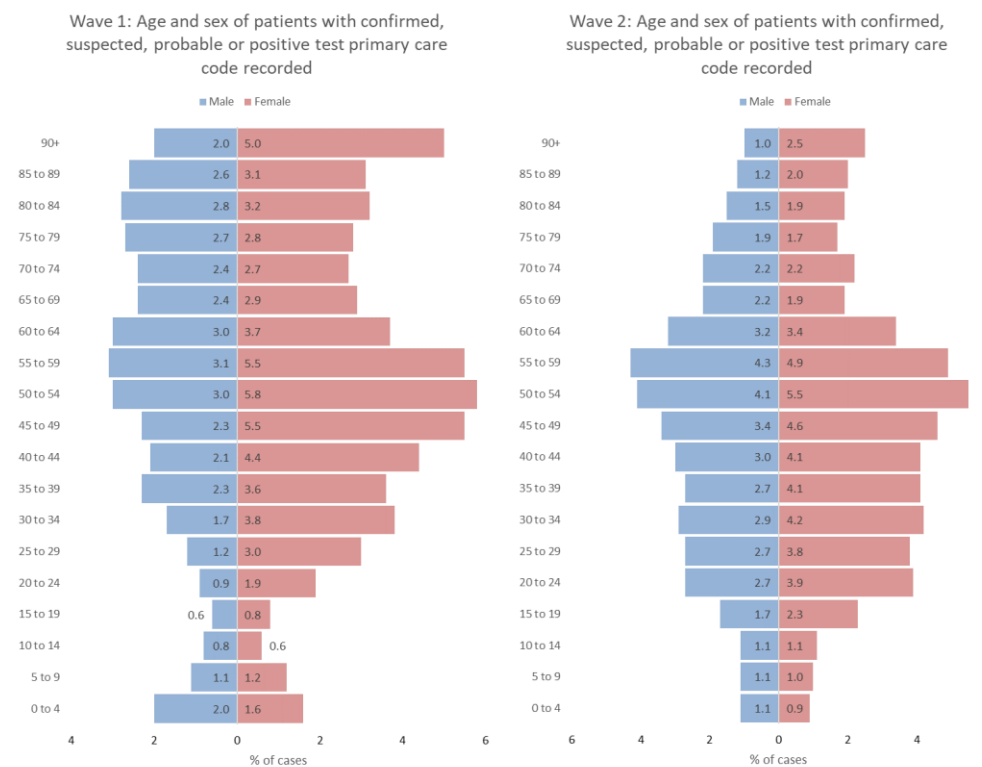 Wave 1: Age and sex of patients with confirmed,
suspected, probable or positive test primary care
code recorded
Male Female
90+ 2.0 5.0
85 to 89 2.6 3.1
80 to 84 2.8 3.2
75 to 79 2.7 2.8
70 to 74 2.4 2.7
65 to 69 2.4 2.9
60 to 64 3.0 3.7
55 to 59 3.1 5.5
50 to 54 3.0 5.8
45 to 49 2.3 5.5
40 to 44 2.1 4.4
35 to 39 2.3 3.6
30 to 34 1.7 3.8
25 to 29 1.2 3.0
20 to 24 0.9 1.9
15 to 19 0.6 0.8
10 to 14 0.8 0.6
5 to 9 1.1 1.2
0 to 4 2.0 1.6
4 2 0 2 4 6
% of cases
Wave 2: Age and sex of patients with confirmed,
suspected, probable or positive test primary care
code recorded
Male Female
90+ 1.0 2.5
85 to 89 1.2 2.0
80 to 84 1.5 1.9
75 to 79 1.9 1.7
70 to 74 2.2 2.2
65 to 69 2.2 1.9
60 to 64 3.2 3.4
55 to 59 4.3 4.9
50 to 54 4.1 5.5
45 to 49 3.4 4.6
40 to 44 3.0 4.1
35 to 39 2.7 4.1
30 to 34 2.9 4.2
25 to 29 2.7 3.8
20 to 24 2.7 3.9
15 to 19 1.7 2.3
10 to 14 1.1 1.1
5 to 9 1.1 1.0
0 to 4 1.1 0.9
6 4 2 0 2 4
% of cases